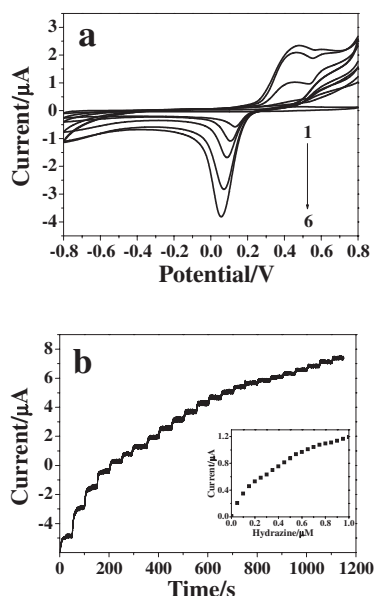 a
Current/μA
3
2
1
0
-1
-2
-3
-4
1
6
-0.8 -0.6 -0.4 -0.2 0.0 0.2 0.4 0.6 0.8
Potential/V
b
Current/μA
8
6
4
2
0
-2
-4
Current/μA
1.2
0.8
0.4
0.0
0.0 0.2 0.4 0.6 0.8 1.0
Hydrazine/μM
0 200 400 600 800 1000 1200
Time/s